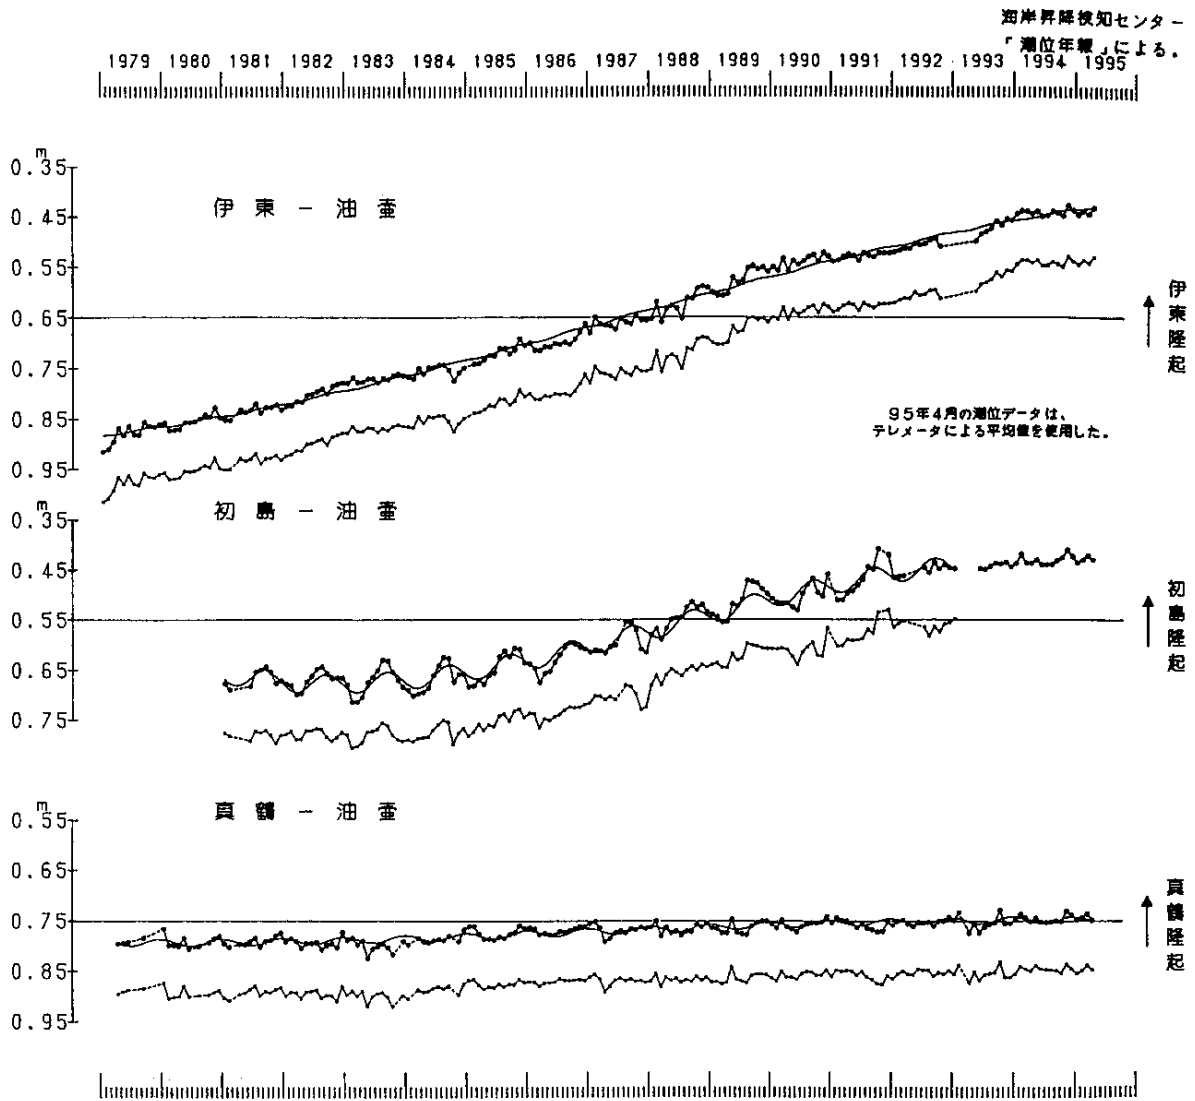 海岸昇降検知センター
「潮位年報」による.
1979 1980 1981 1982 1983 1984 1985 1986 1987 1988 1989 1990 1991 1992 1993 1994 1995
m
0.35
伊東－油壷
0.45
0.55
0.65
0.75
0.85
0.95
伊東隆起
95年4月の潮位データは、
テレメータによる平均値を使用した.
m
0.35
初島－油壷
0.45
0.55
0.65
0.75
初島隆起
m
0.55
真鶴－油壷
0.65
0.75
0.85
0.95
真鶴隆起